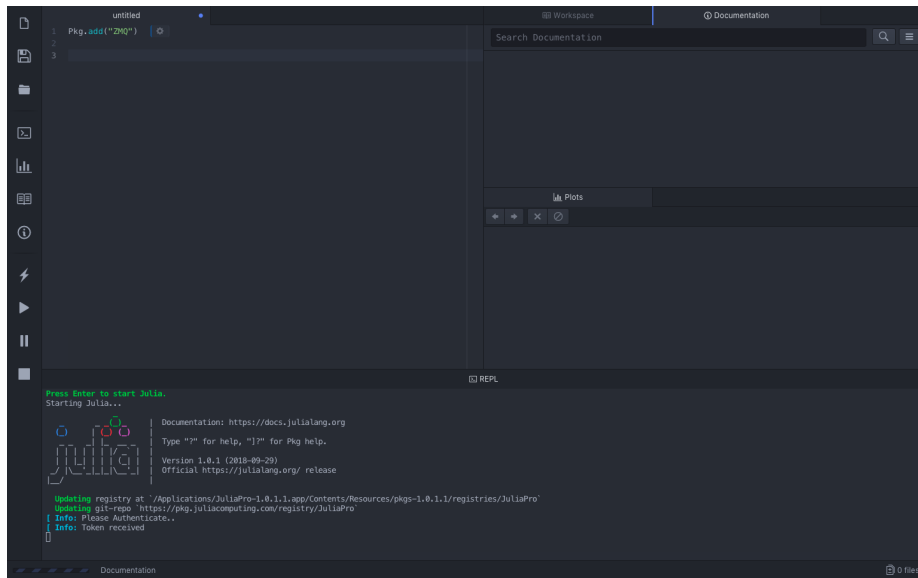 untitled
Workspace
Documentation
1 Pkg.add("ZMQ")
2
3
Search Documentation
Plots
REPL
Press Enter to start Julia.
Starting Julia...
Documentation: https://docs.julialang.org
Type "?" for help, "]?" for Pkg help.
Version 1.0.1 (2018-09-29)
Official https://julialang.org/ release
Updating registry at `/Applications/JuliaPro-1.0.1.1.app/Contents/Resources/pkgs-1.0.1.1/registries/JuliaPro`
Updating git-repo `https://pkg.juliacomputing.com/registry/JuliaPro`
[ Info: Please Authenticate..
[ Info: Token received
Documentation
0 files